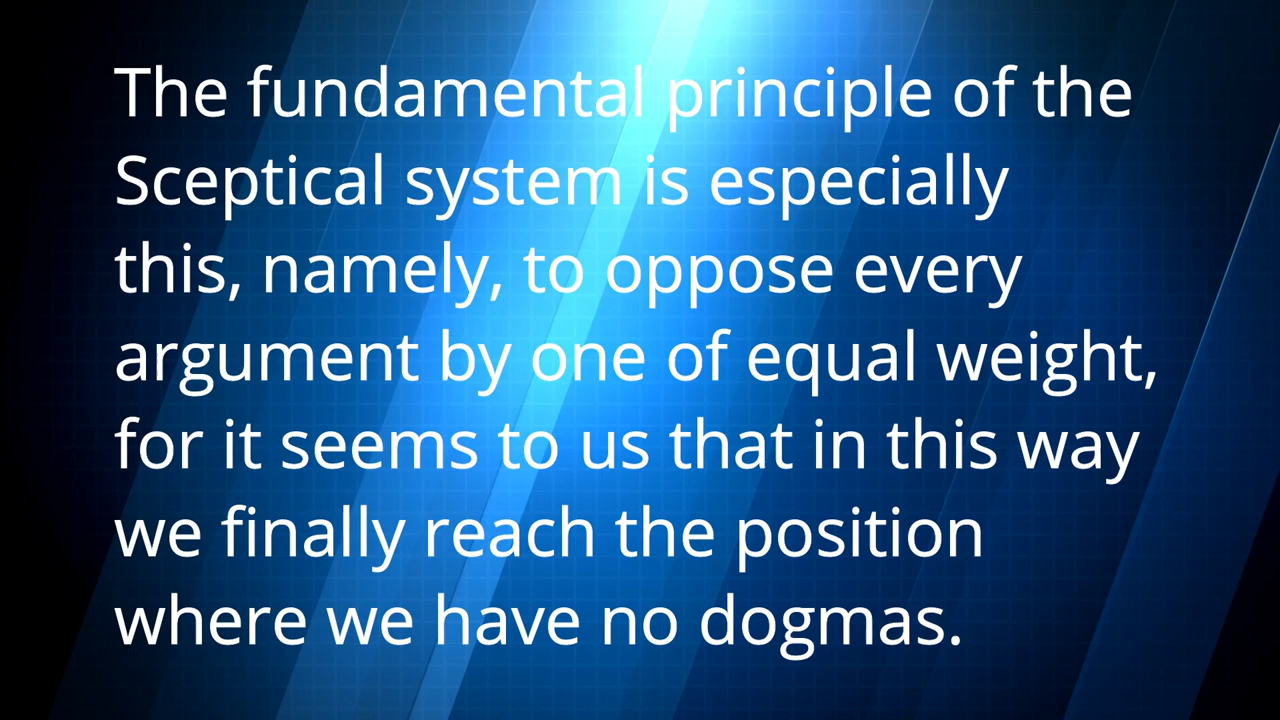 The fundamental principle of the
Sceptical system is especially
this, namely, to oppose every
argument by one of equal weight,
for it seems to us that in this way
we finally reach the position
where we have no dogmas.